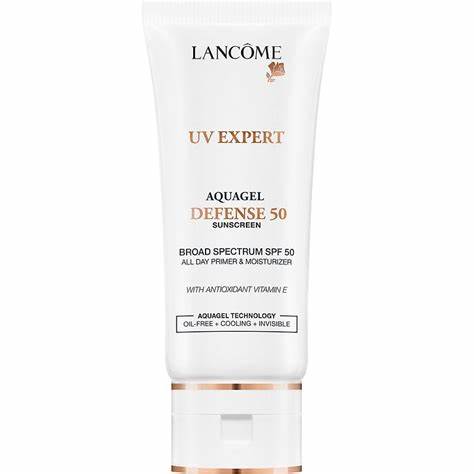 LANCÔME
UV EXPERT
AQUAGEL
DEFENSE 50
SUNSCREEN
BROAD SPECTRUM SPF 50
ALL DAY PRIMER & MOISTURIZER
WITH ANTIOXIDANT VITAMIN E
AQUAGEL TECHNOLOGY
OIL-FREE + COOLING + INVISIBLE